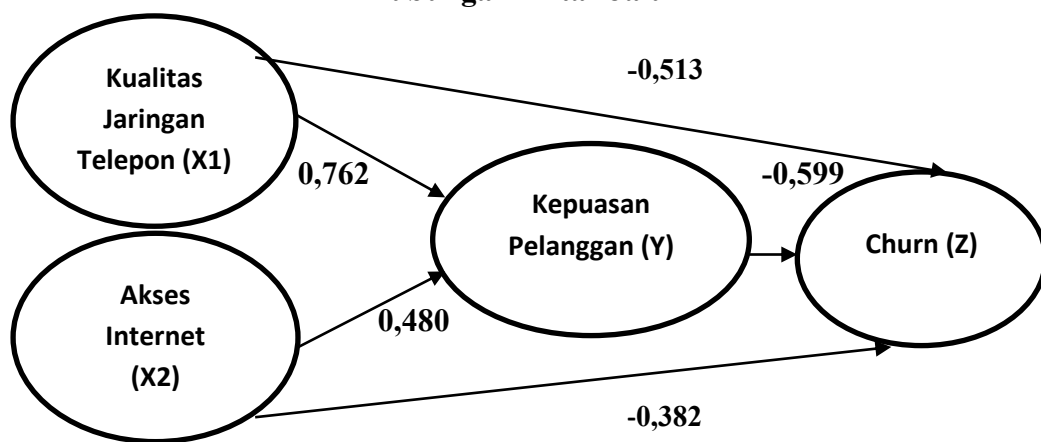 -0,513
Kualitas
Jaringan
Telepon (X1)
0,762
-0,599
Kepuasan
Pelanggan (Y)
Churn (Z)
Akses
Internet
(X2)
0,480
-0,382